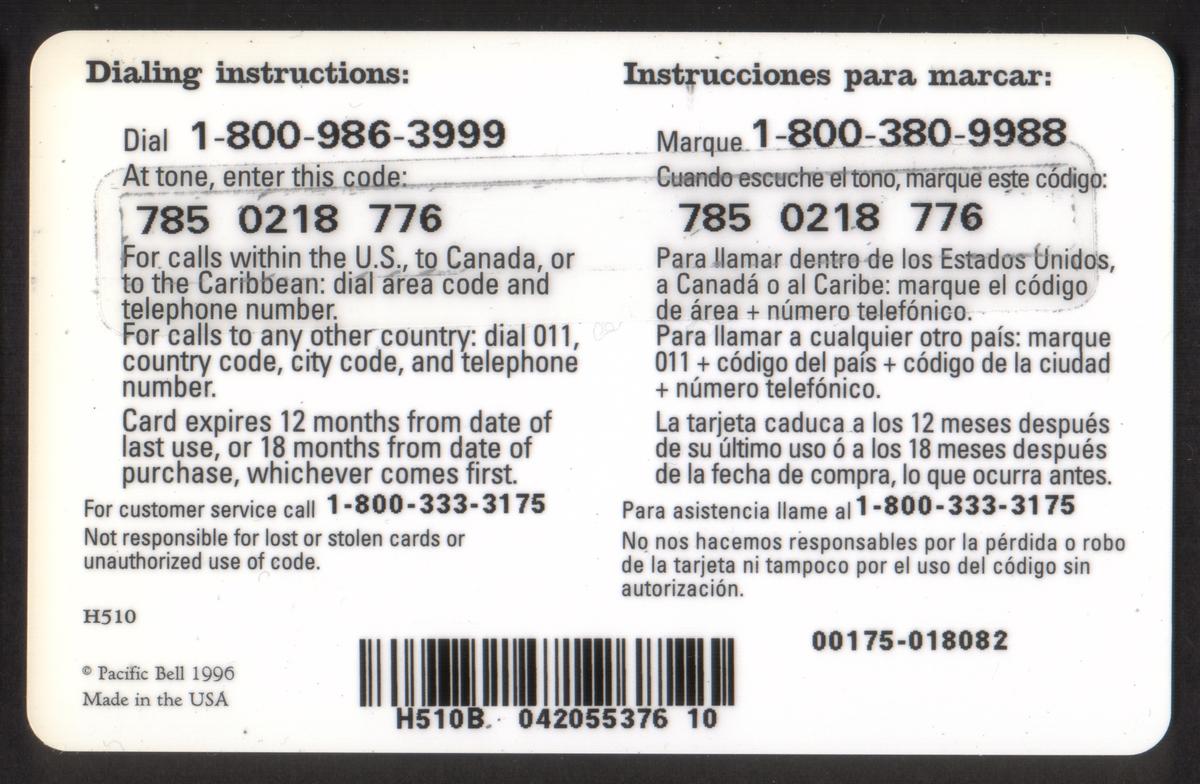 Dialing instructions:
Dial 1-800-986-3999
At tone, enter this code:
785 0218 776
For calls within the U.S., to Canada, or
to the Caribbean: dial area code and
telephone number.
For calls to any other country: dial 011,
country code, city code, and telephone
number.
Card expires 12 months from date of
last use, or 18 months from date of
purchase, whichever comes first.
For customer service call 1-800-333-3175
Not responsible for lost or stolen cards or
unauthorized use of code.
H510
© Pacific Bell 1996
Made in the USA
Instrucciones para marcar:
Marque 1-800-380-9988
Cuando escuche el tono, marque este código:
785 0218 776
Para llamar dentro de los Estados Unidos,
a Canadá o al Caribe: marque el código
de área + número telefónico.
Para llamar a cualquier otro país: marque
011 + código del país + código de la ciudad
+ número telefónico.
La tarjeta caduca a los 12 meses después
de su último uso ó a los 18 meses después
de la fecha de compra, lo que ocurra antes.
Para asistencia llame al 1-800-333-3175
No nos hacemos responsables por la pérdida o robo
de la tarjeta ni tampoco por el uso del código sin
autorización.
00175-018082
H510B 042055376 10